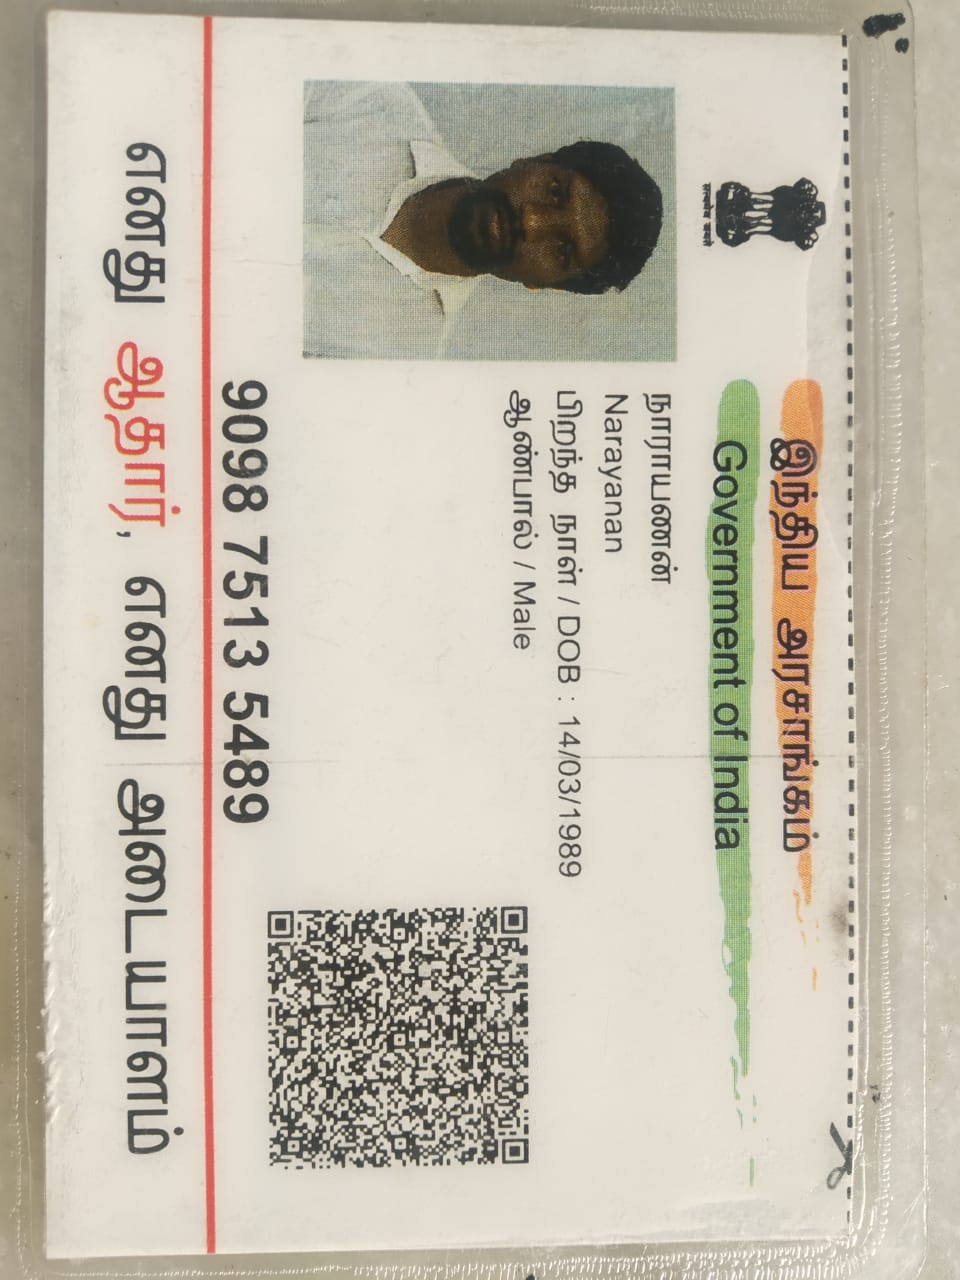 இந்திய அரசாங்கம்
Government of India
நாராயணன்
Narayanan
பிறந்த நாள் / DOB : 14/03/1989
ஆண்பால் / Male
9098 7513 5489
எனது ஆதார், எனது அடையாளம்